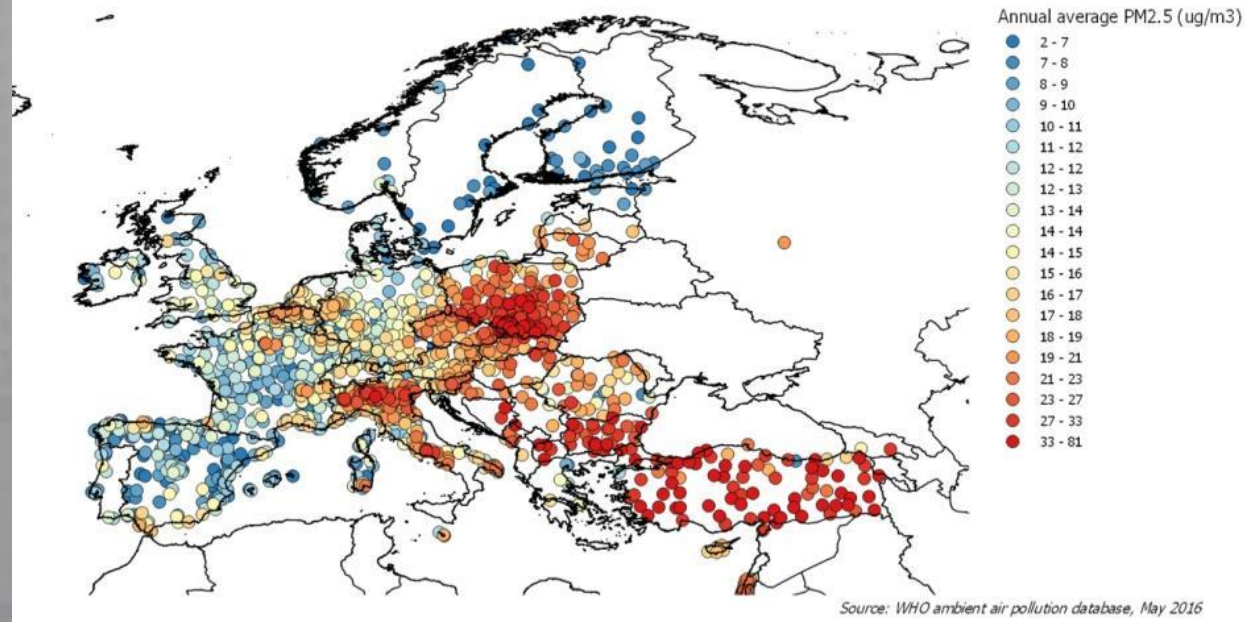 Annual average PM2.5 (ug/m3)
2 - 7
7 - 8
8 - 9
9 - 10
10 - 11
11 - 12
12 - 12
12 - 13
13 - 14
14 - 14
14 - 15
15 - 16
16 - 17
17 - 18
18 - 19
19 - 21
21 - 23
23 - 27
27 - 33
33 - 81
Source: WHO ambient air pollution database, May 2016